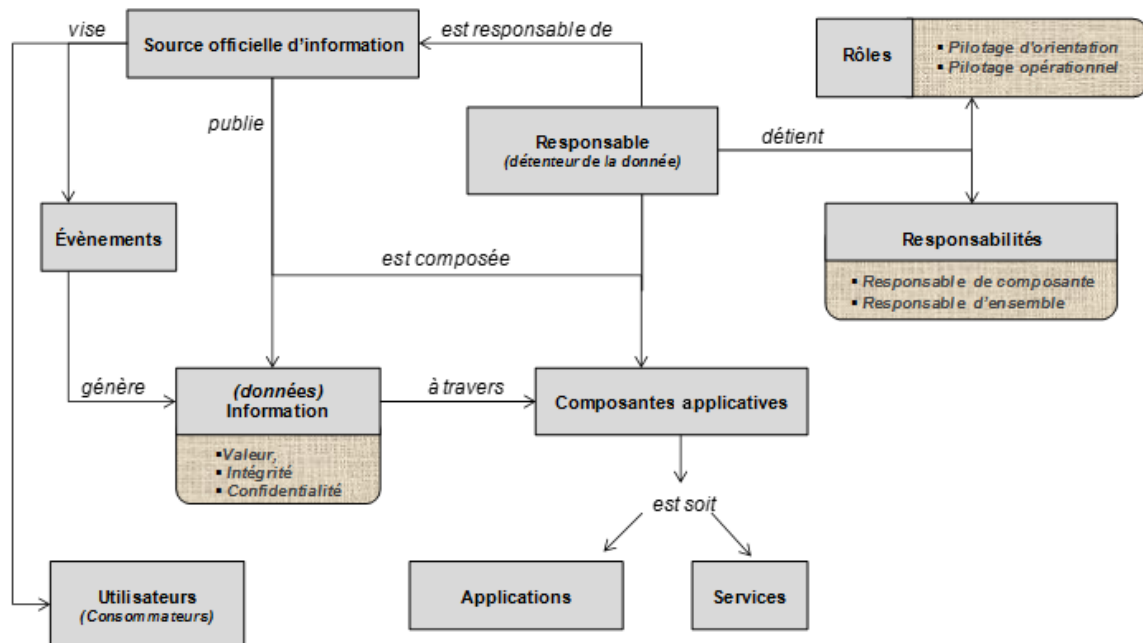 vise
Source officielle d'information
est responsable de
Rôles
▪ Pilotage d'orientation
▪ Pilotage opérationnel
publie
Responsable
(détenteur de la donnée)
détient
Évènements
est composée
Responsabilités
▪ Responsable de composante
▪ Responsable d'ensemble
génère
(données)
Information
à travers
Composantes applicatives
▪Valeur,
▪ Intégrité
▪ Confidentialité
est soit
Utilisateurs
(Consommateurs)
Applications
Services